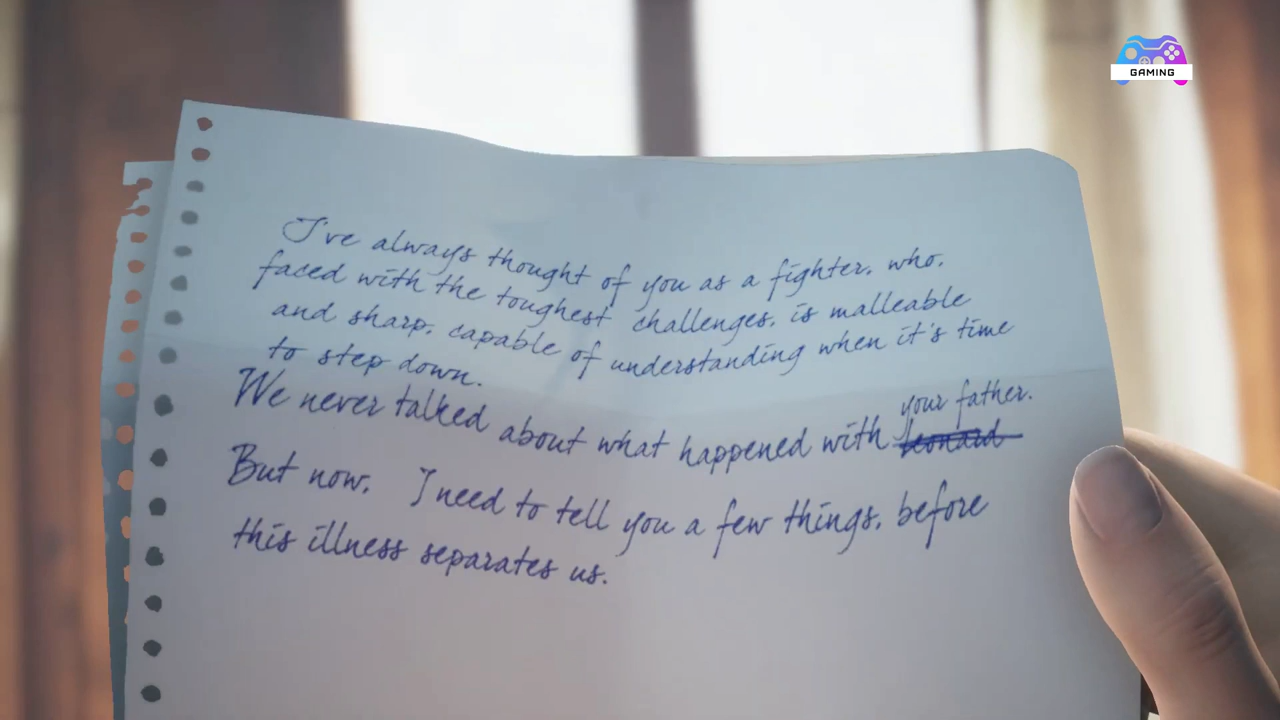 GAMING
I've always thought of you as a fighter, who,
faced with the toughest challenges, is malleable
and sharp, capable of understanding when it's time
to step down.
We never talked about what happened with leonard your father.
But now, I need to tell you a few things, before
this illness separates us.